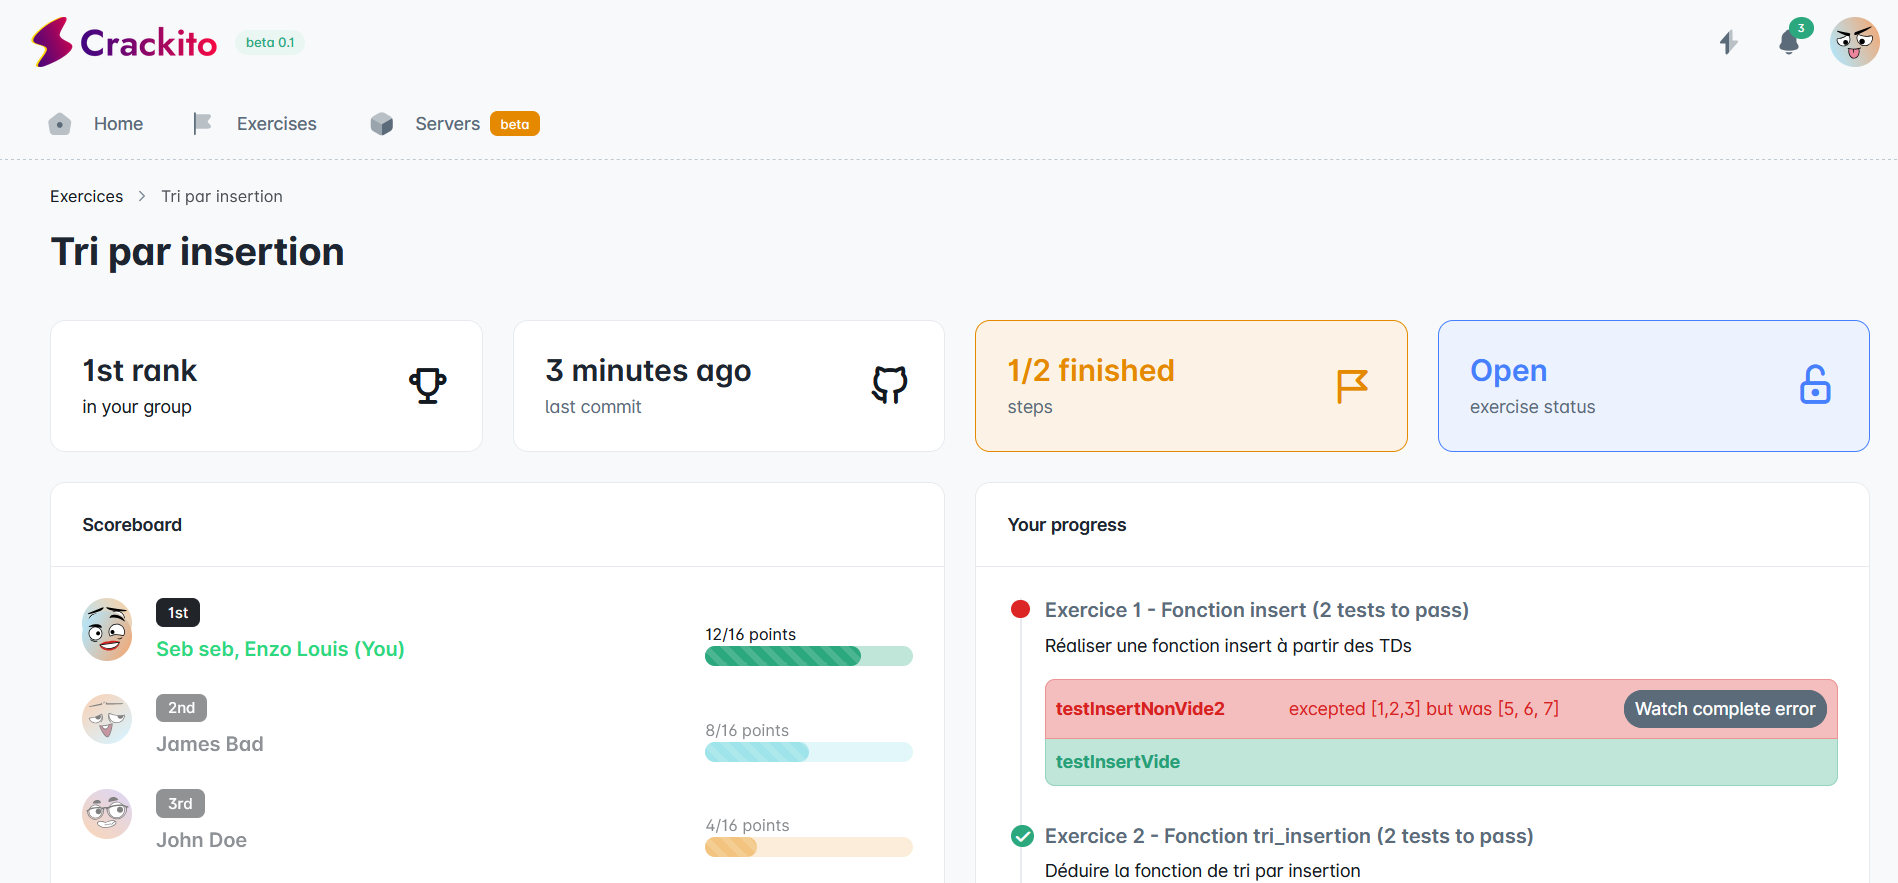 Crackito beta 0.1
3
Home Exercises Servers beta
Exercices > Tri par insertion
Tri par insertion
1st rank
in your group
3 minutes ago
last commit
1/2 finished
steps
Open
exercise status
Scoreboard
1st
Seb seb, Enzo Louis (You)
12/16 points
2nd
James Bad
8/16 points
3rd
John Doe
4/16 points
Your progress
Exercice 1 - Fonction insert (2 tests to pass)
Réaliser une fonction insert à partir des TDs
testInsertNonVide2 excepted [1,2,3] but was [5, 6, 7] Watch complete error
testInsertVide
Exercice 2 - Fonction tri_insertion (2 tests to pass)
Déduire la fonction de tri par insertion